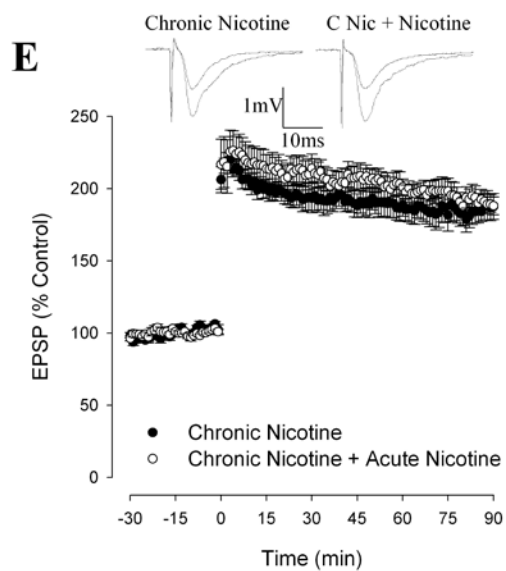 Chronic Nicotine C Nic + Nicotine
E
1mV
10ms
250
200
150
100
50
0
EPSP (% Control)
Chronic Nicotine
Chronic Nicotine + Acute Nicotine
-30 -15 0 15 30 45 60 75 90
Time (min)